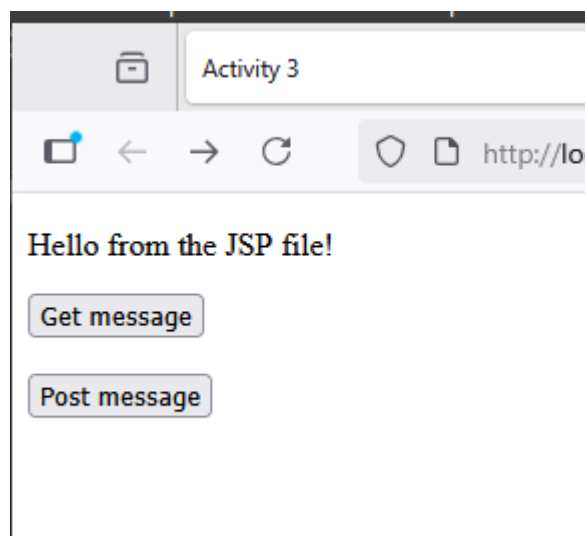 Activity 3
http://lo
Hello from the JSP file!
Get message
Post message